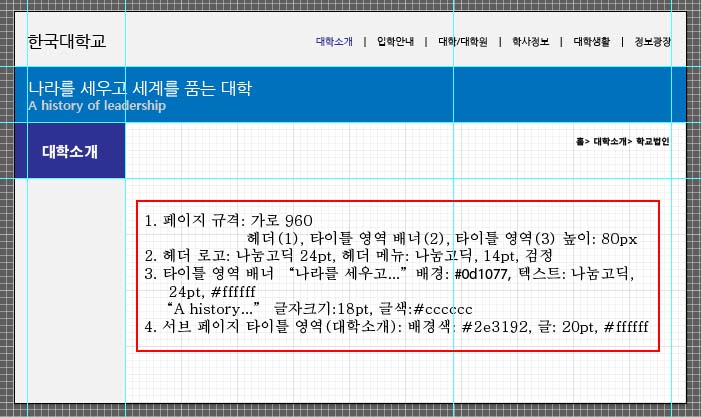 한국대학교
대학소개 | 입학안내 | 대학/대학원 | 학사정보 | 대학생활 | 정보광장
나라를 세우고 세계를 품는 대학
A history of leadership
대학소개
홈> 대학소개> 학교법인
1. 페이지 규격: 가로 960
헤더(1), 타이틀 영역 배너(2), 타이틀 영역(3) 높이: 80px
2. 헤더 로고: 나눔고딕 24pt, 헤더 메뉴: 나눔고딕, 14pt, 검정
3. 타이틀 영역 배너 “나라를 세우고...” 배경: #0d1077, 텍스트: 나눔고딕,
24pt, #ffffff
“A history...” 글자크기:18pt, 글색:#cccccc
4. 서브 페이지 타이틀 영역(대학소개): 배경색: #2e3192, 글: 20pt, #ffffff